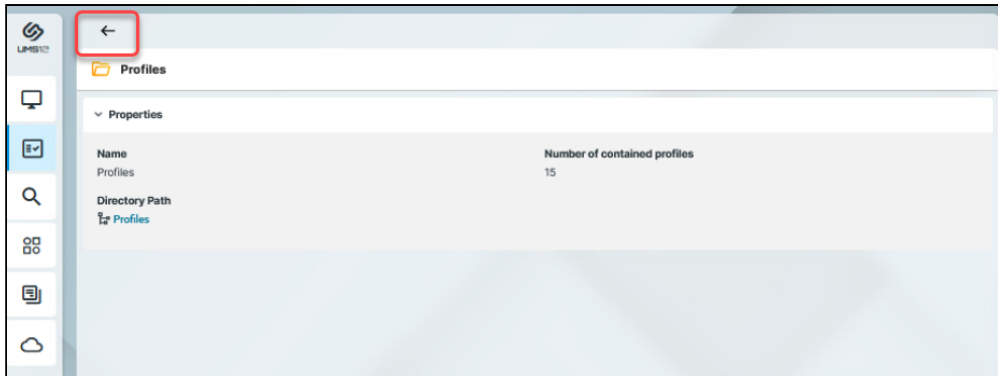 UMS12
Profiles
Properties
Name
Profiles
Number of contained profiles
15
Directory Path
Profiles